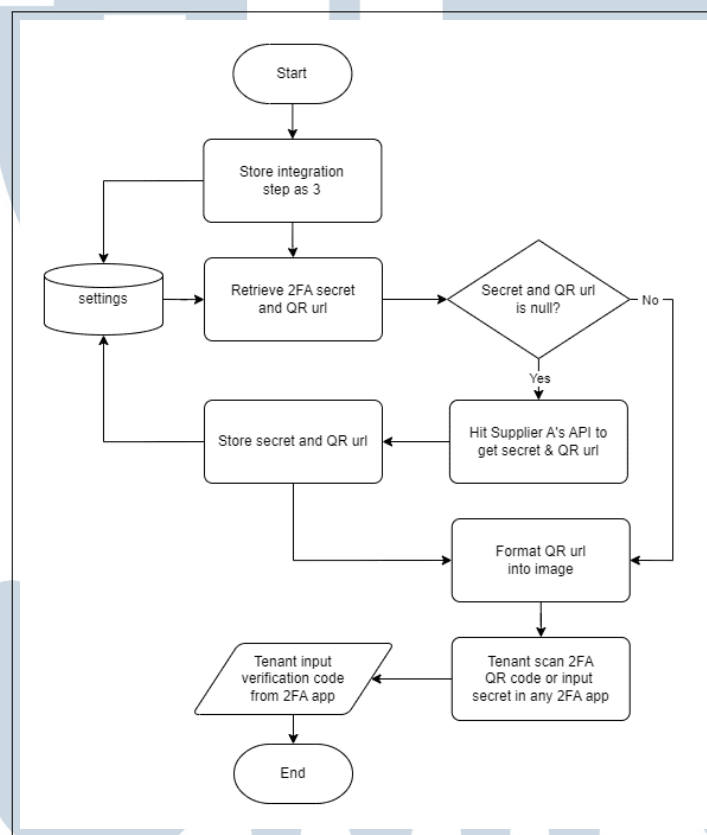 Start
Store integration
step as 3
settings
Retrieve 2FA secret
and QR url
Secret and QR url
is null?
No
Yes
Store secret and QR url
Hit Supplier A's API to
get secret & QR url
Format QR url
into image
Tenant input
verification code
from 2FA app
Tenant scan 2FA
QR code or input
secret in any 2FA app
End